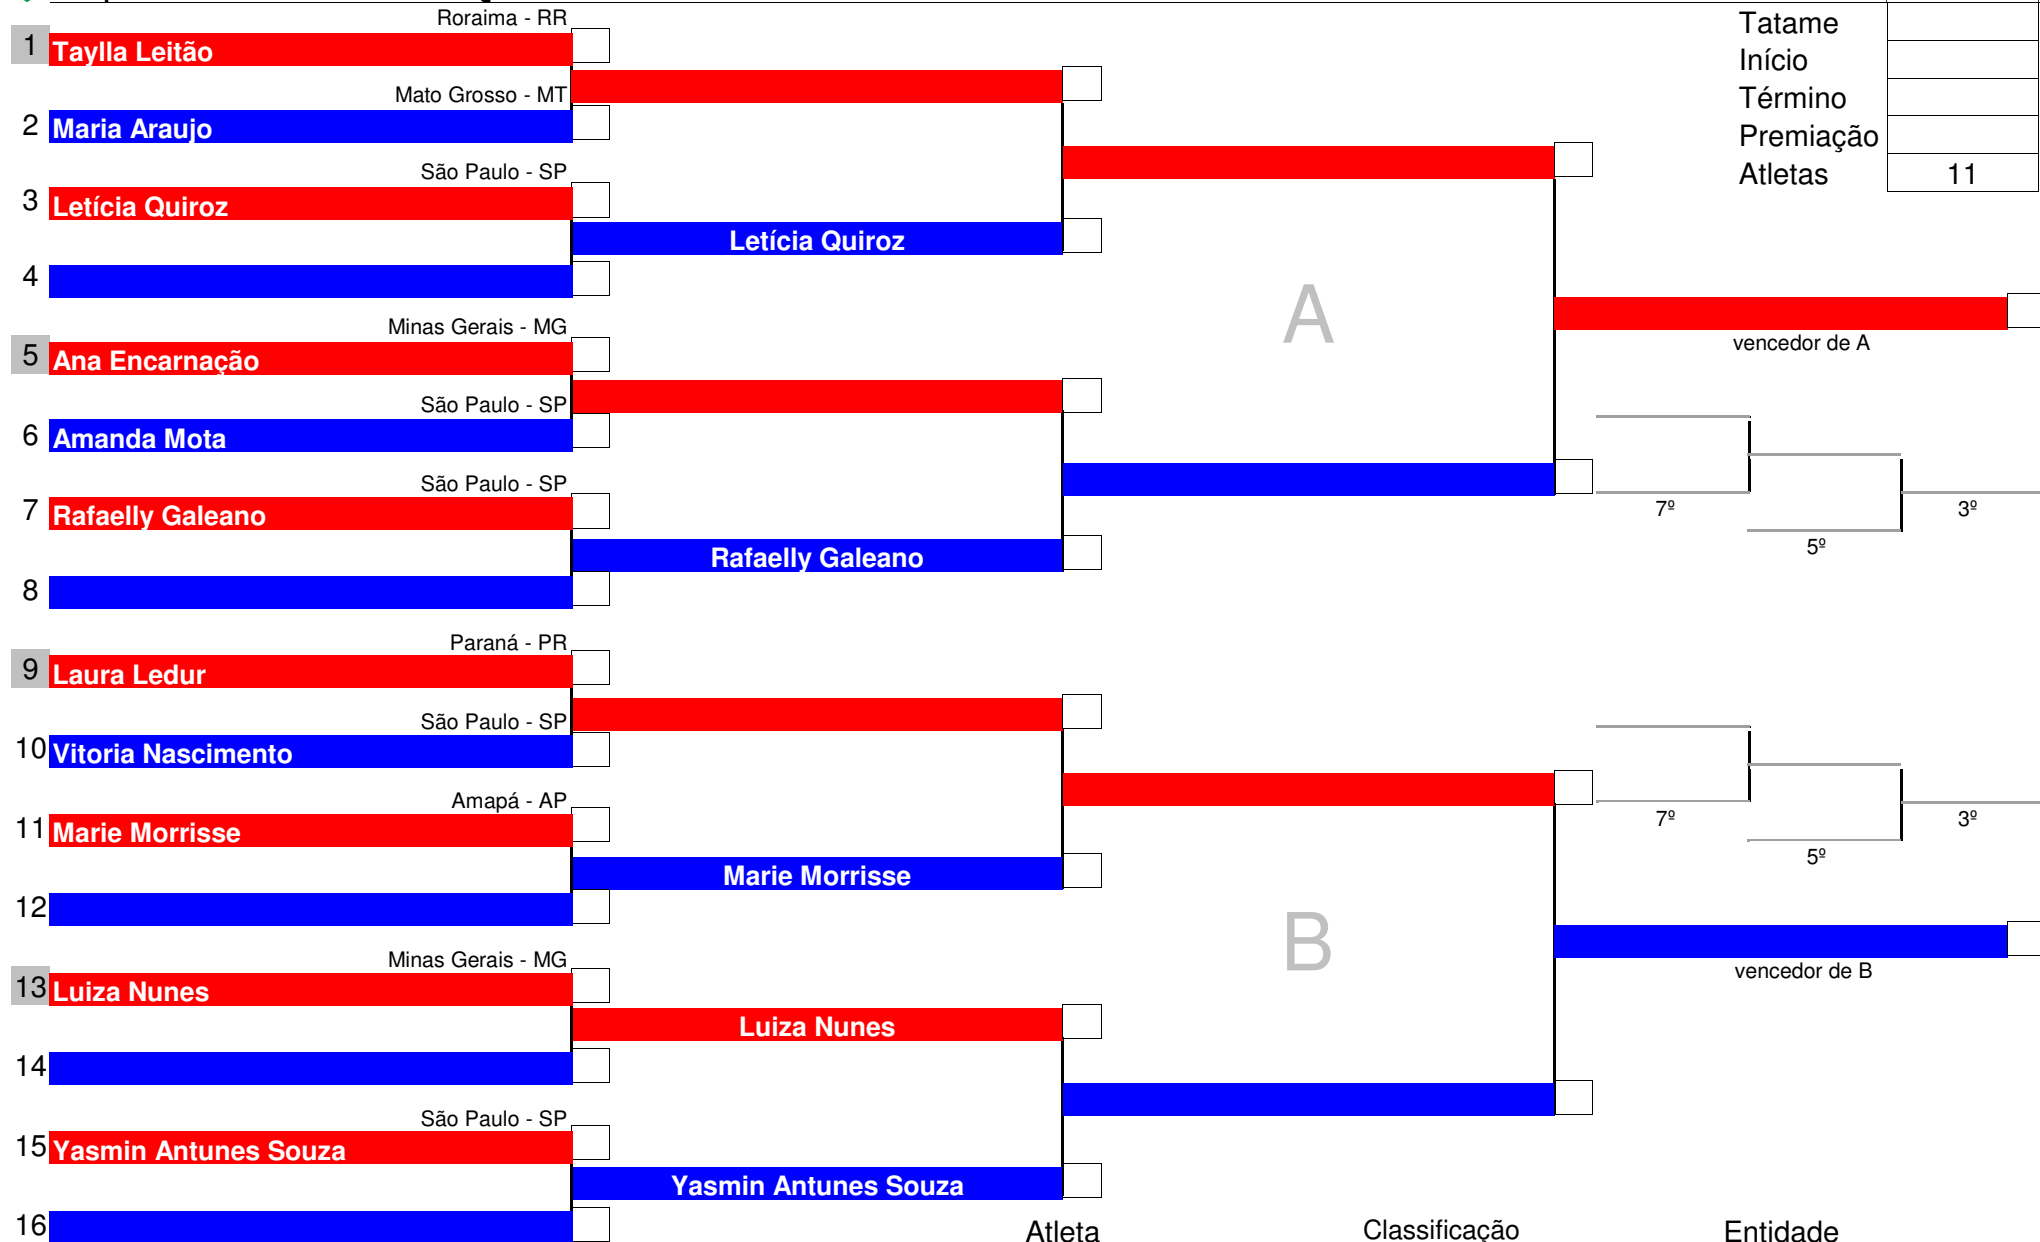 Roraima - RR
1 Taylla Leitão
Mato Grosso - MT
2 Maria Araujo
São Paulo - SP
3 Letícia Quiroz
Letícia Quiroz
4
Minas Gerais - MG
5 Ana Encarnação
São Paulo - SP
6 Amanda Mota
São Paulo - SP
7 Rafaelly Galeano
Rafaelly Galeano
8
Paraná - PR
9 Laura Ledur
São Paulo - SP
10 Vitoria Nascimento
Amapá - AP
11 Marie Morrisse
Marie Morrisse
12
Minas Gerais - MG
13 Luiza Nunes
Luiza Nunes
14
São Paulo - SP
15 Yasmin Antunes Souza
Yasmin Antunes Souza
16
A
B
Tatame
Início
Término
Premiação
Atletas 11
vencedor de A
7º
3º
5º
7º
3º
5º
vencedor de B
Atleta Classificação Entidade